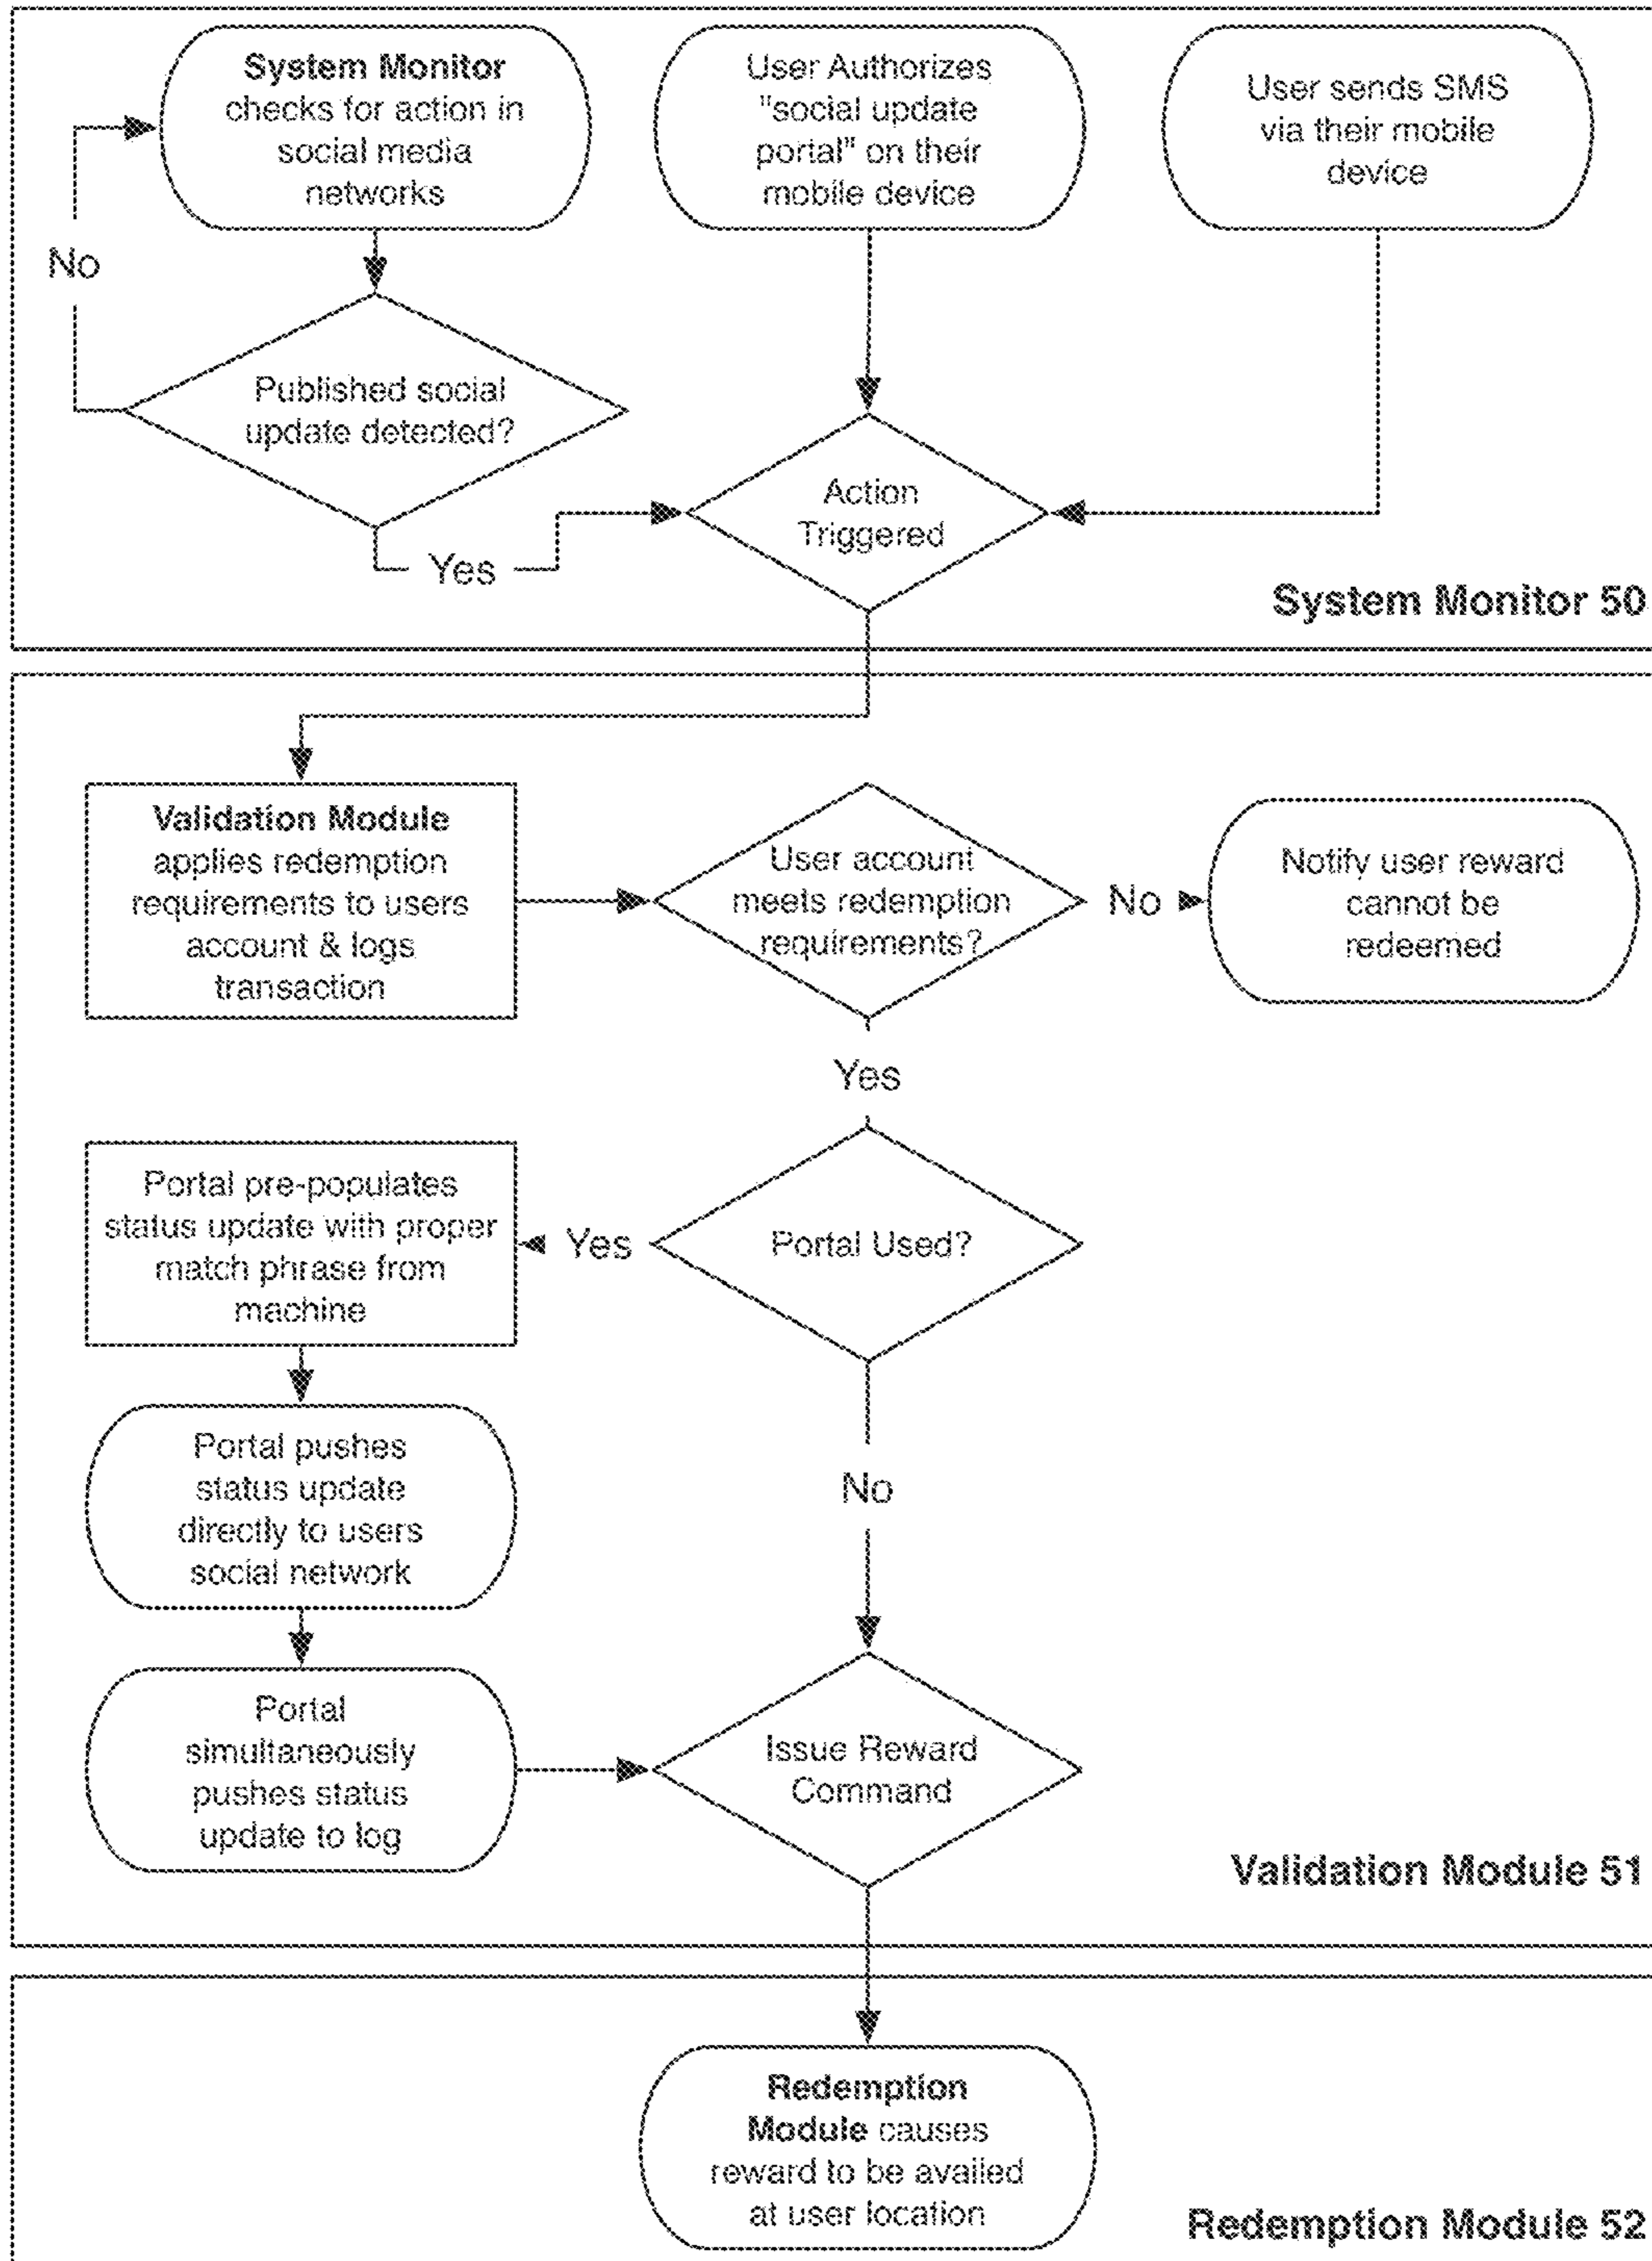 System Monitor
checks for action in
social media
networks
User Authorizes
"social update
portal" on their
mobile device
User sends SMS
via their mobile
device
No
Published social
update detected?
Yes
Action
Triggered
System Monitor 50
Validation Module
applies redemption
requirements to users
account & logs
transaction
User account
meets redemption
requirements?
No
Notify user reward
cannot be
redeemed
Yes
Portal pre-populates
status update with proper
match phrase from
machine
Yes
Portal Used?
Portal pushes
status update
directly to users
social network
No
Portal
simultaneously
pushes status
update to log
Issue Reward
Command
Validation Module 51
Redemption
Module causes
reward to be availed
at user location
Redemption Module 52